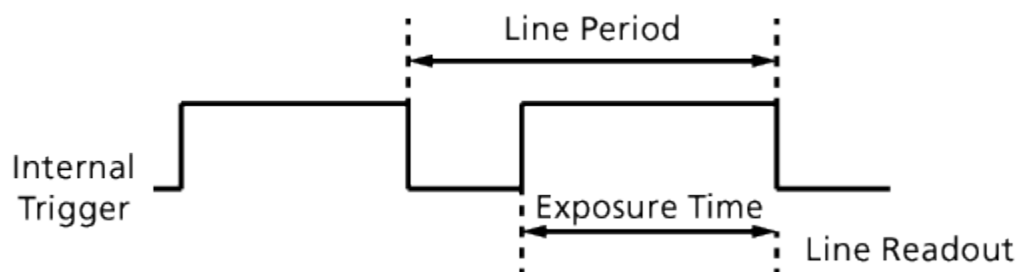 Line Period
Internal
Trigger
Exposure Time
Line Readout